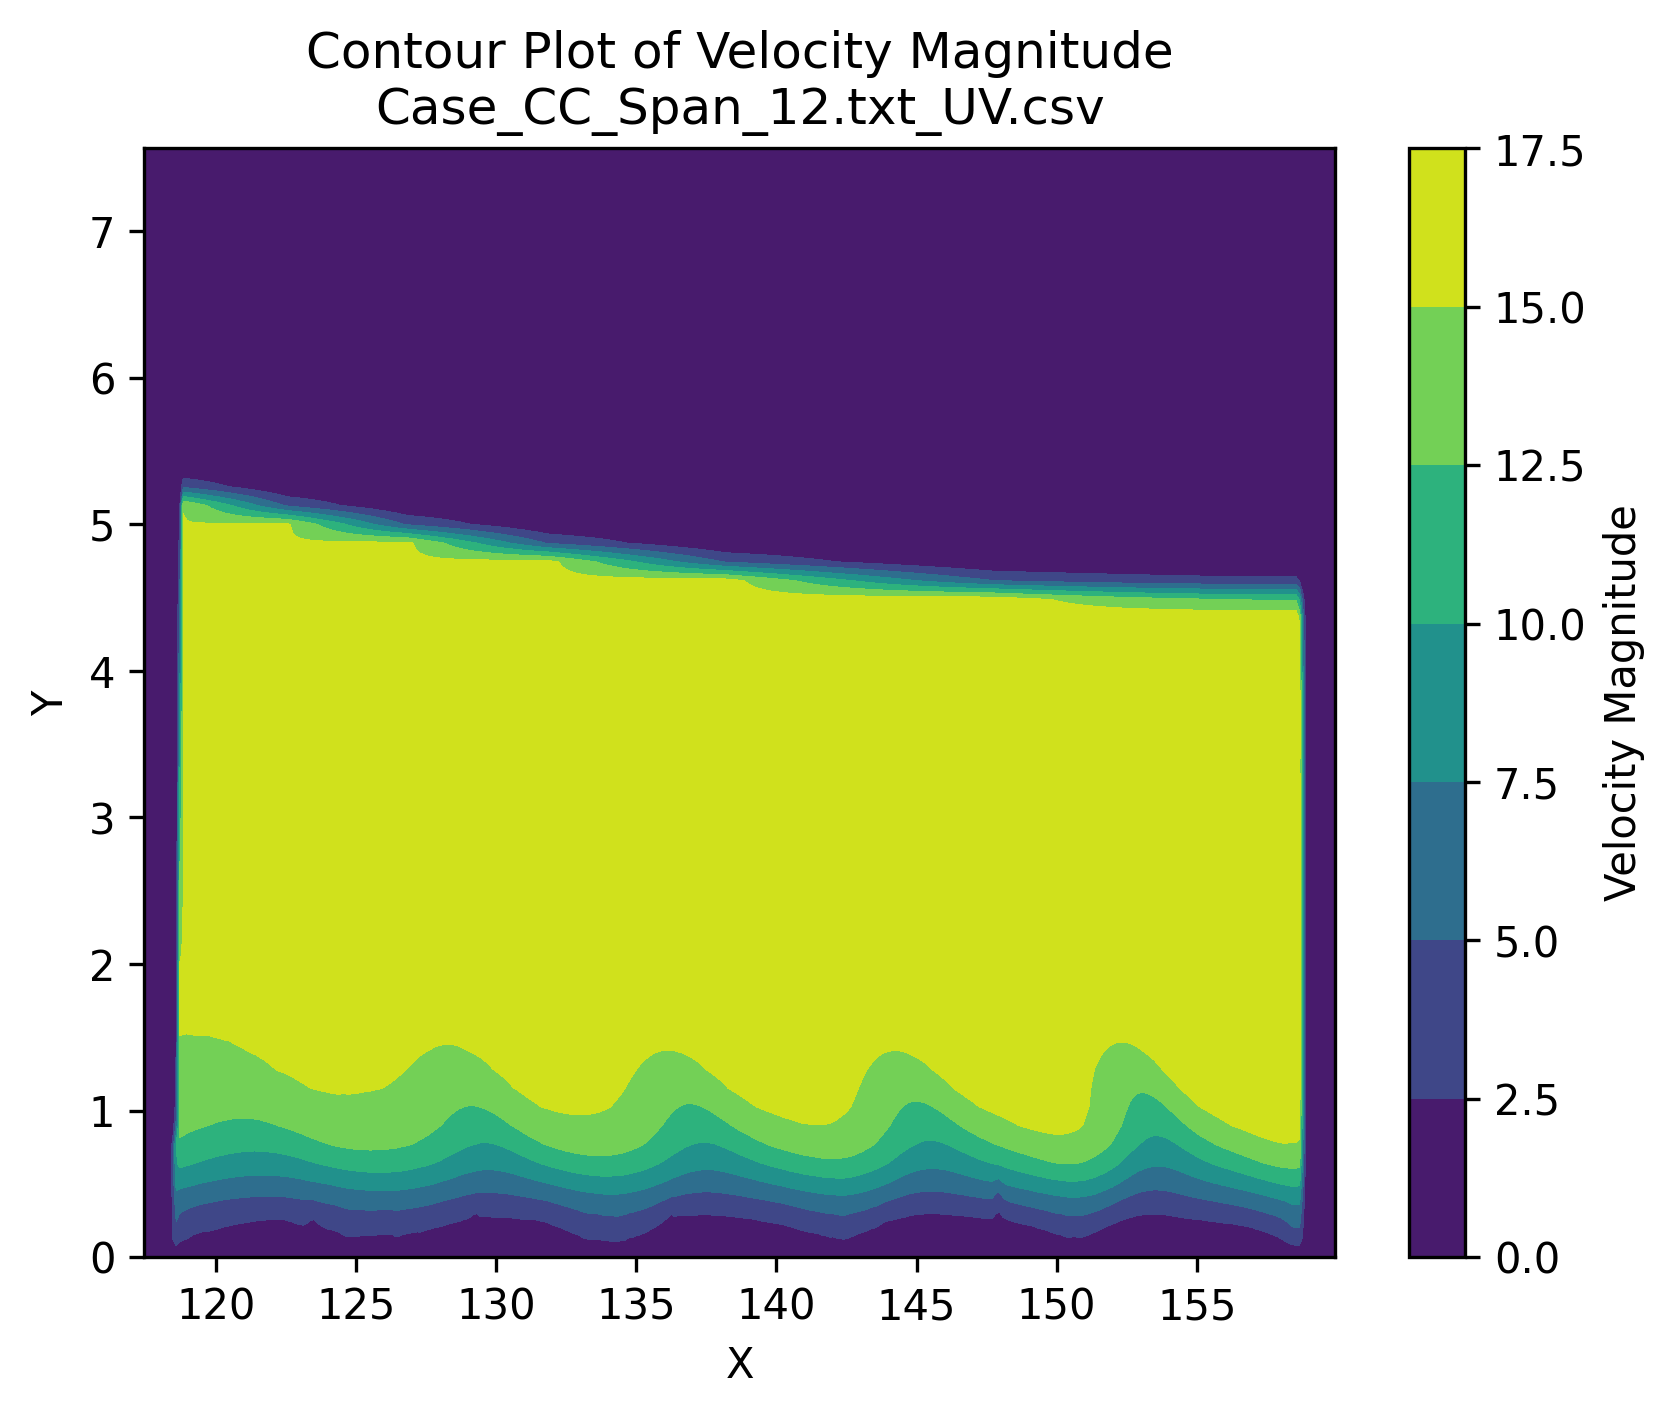 Contour Plot of Velocity Magnitude
Case_CC_Span_12.txt_UV.csv
7
6
5
4
3
2
1
0
Y
120 125 130 135 140 145 150 155
X
17.5
15.0
12.5
10.0
7.5
5.0
2.5
0.0
Velocity Magnitude